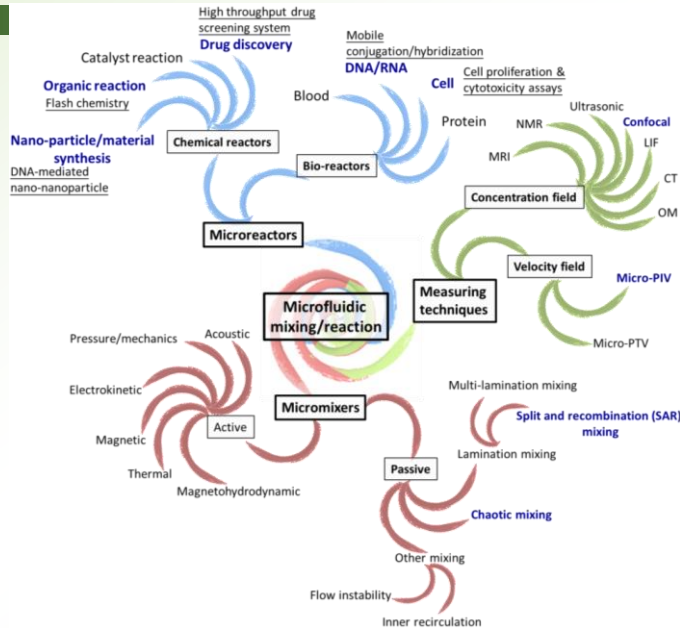 High throughput drug
screening system
Drug discovery
Catalyst reaction
Organic reaction
Flash chemistry
Nano-particle/material
synthesis
DNA-mediated
nano-nanoparticle
Chemical reactors
Mobile
conjugation/hybridization
DNA/RNA
Blood
Cell
Cell proliferation &
cytotoxicity assays
Protein
Bio-reactors
Microreactors
Ultrasonic
NMR
Confocal
LIF
MRI
CT
OM
Concentration field
Velocity field
Micro-PIV
Micro-PTV
Measuring
techniques
Microfluidic
mixing/reaction
Pressure/mechanics
Acoustic
Electrokinetic
Magnetic
Thermal
Magnetohydrodynamic
Active
Micromixers
Passive
Multi-lamination mixing
Split and recombination (SAR)
mixing
Lamination mixing
Chaotic mixing
Other mixing
Flow instability
Inner recirculation